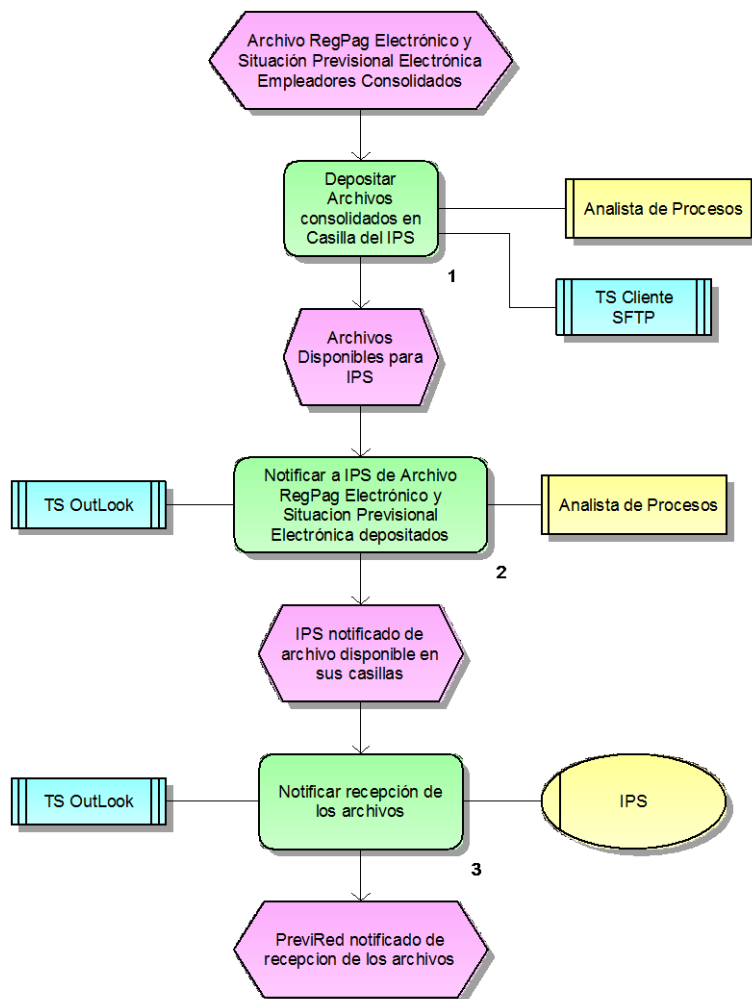 Archivo RegPag Electrónico y
Situación Previsional Electrónica
Empleadores Consolidados
Depositar
Archivos
consolidados en
Casilla del IPS
Analista de Procesos
1
TS Cliente
SFTP
Archivos
Disponibles para
IPS
TS OutLook
Notificar a IPS de Archivo
RegPag Electrónico y
Situacion Previsional
Electrónica depositados
Analista de Procesos
2
IPS notificado de
archivo disponible en
sus casillas
TS OutLook
Notificar recepción de
los archivos
IPS
3
PreviRed notificado de
recepcion de los archivos